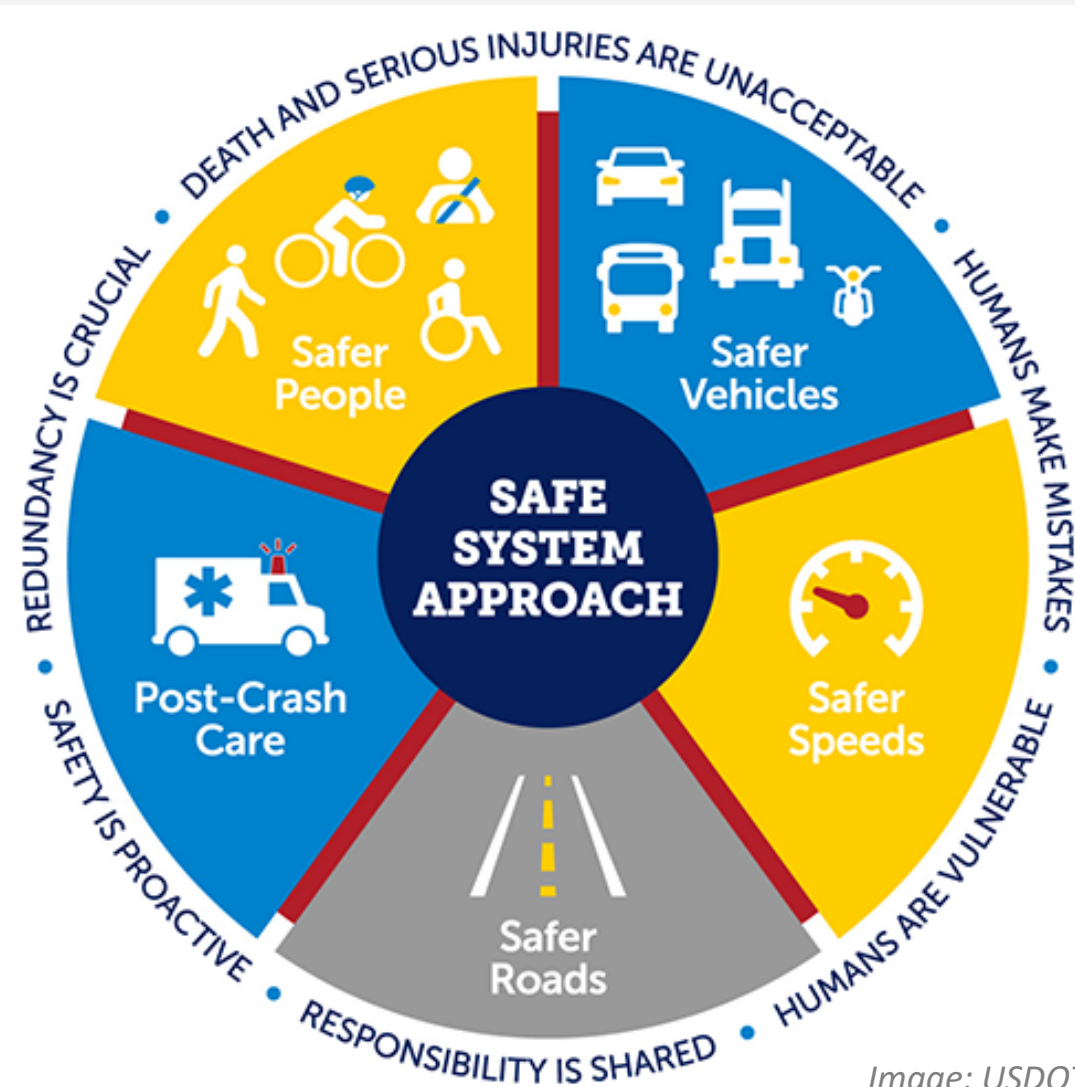 DEATH AND SERIOUS INJURIES ARE UNACCEPTABLE
HUMANS MAKE MISTAKES
HUMANS ARE VULNERABLE
RESPONSIBILITY IS SHARED
SAFETY IS PROACTIVE
REDUNDANCY IS CRUCIAL
Safer
People
Safer
Vehicles
SAFE
SYSTEM
APPROACH
Post-Crash
Care
Safer
Speeds
Safer
Roads
Image: USDOT